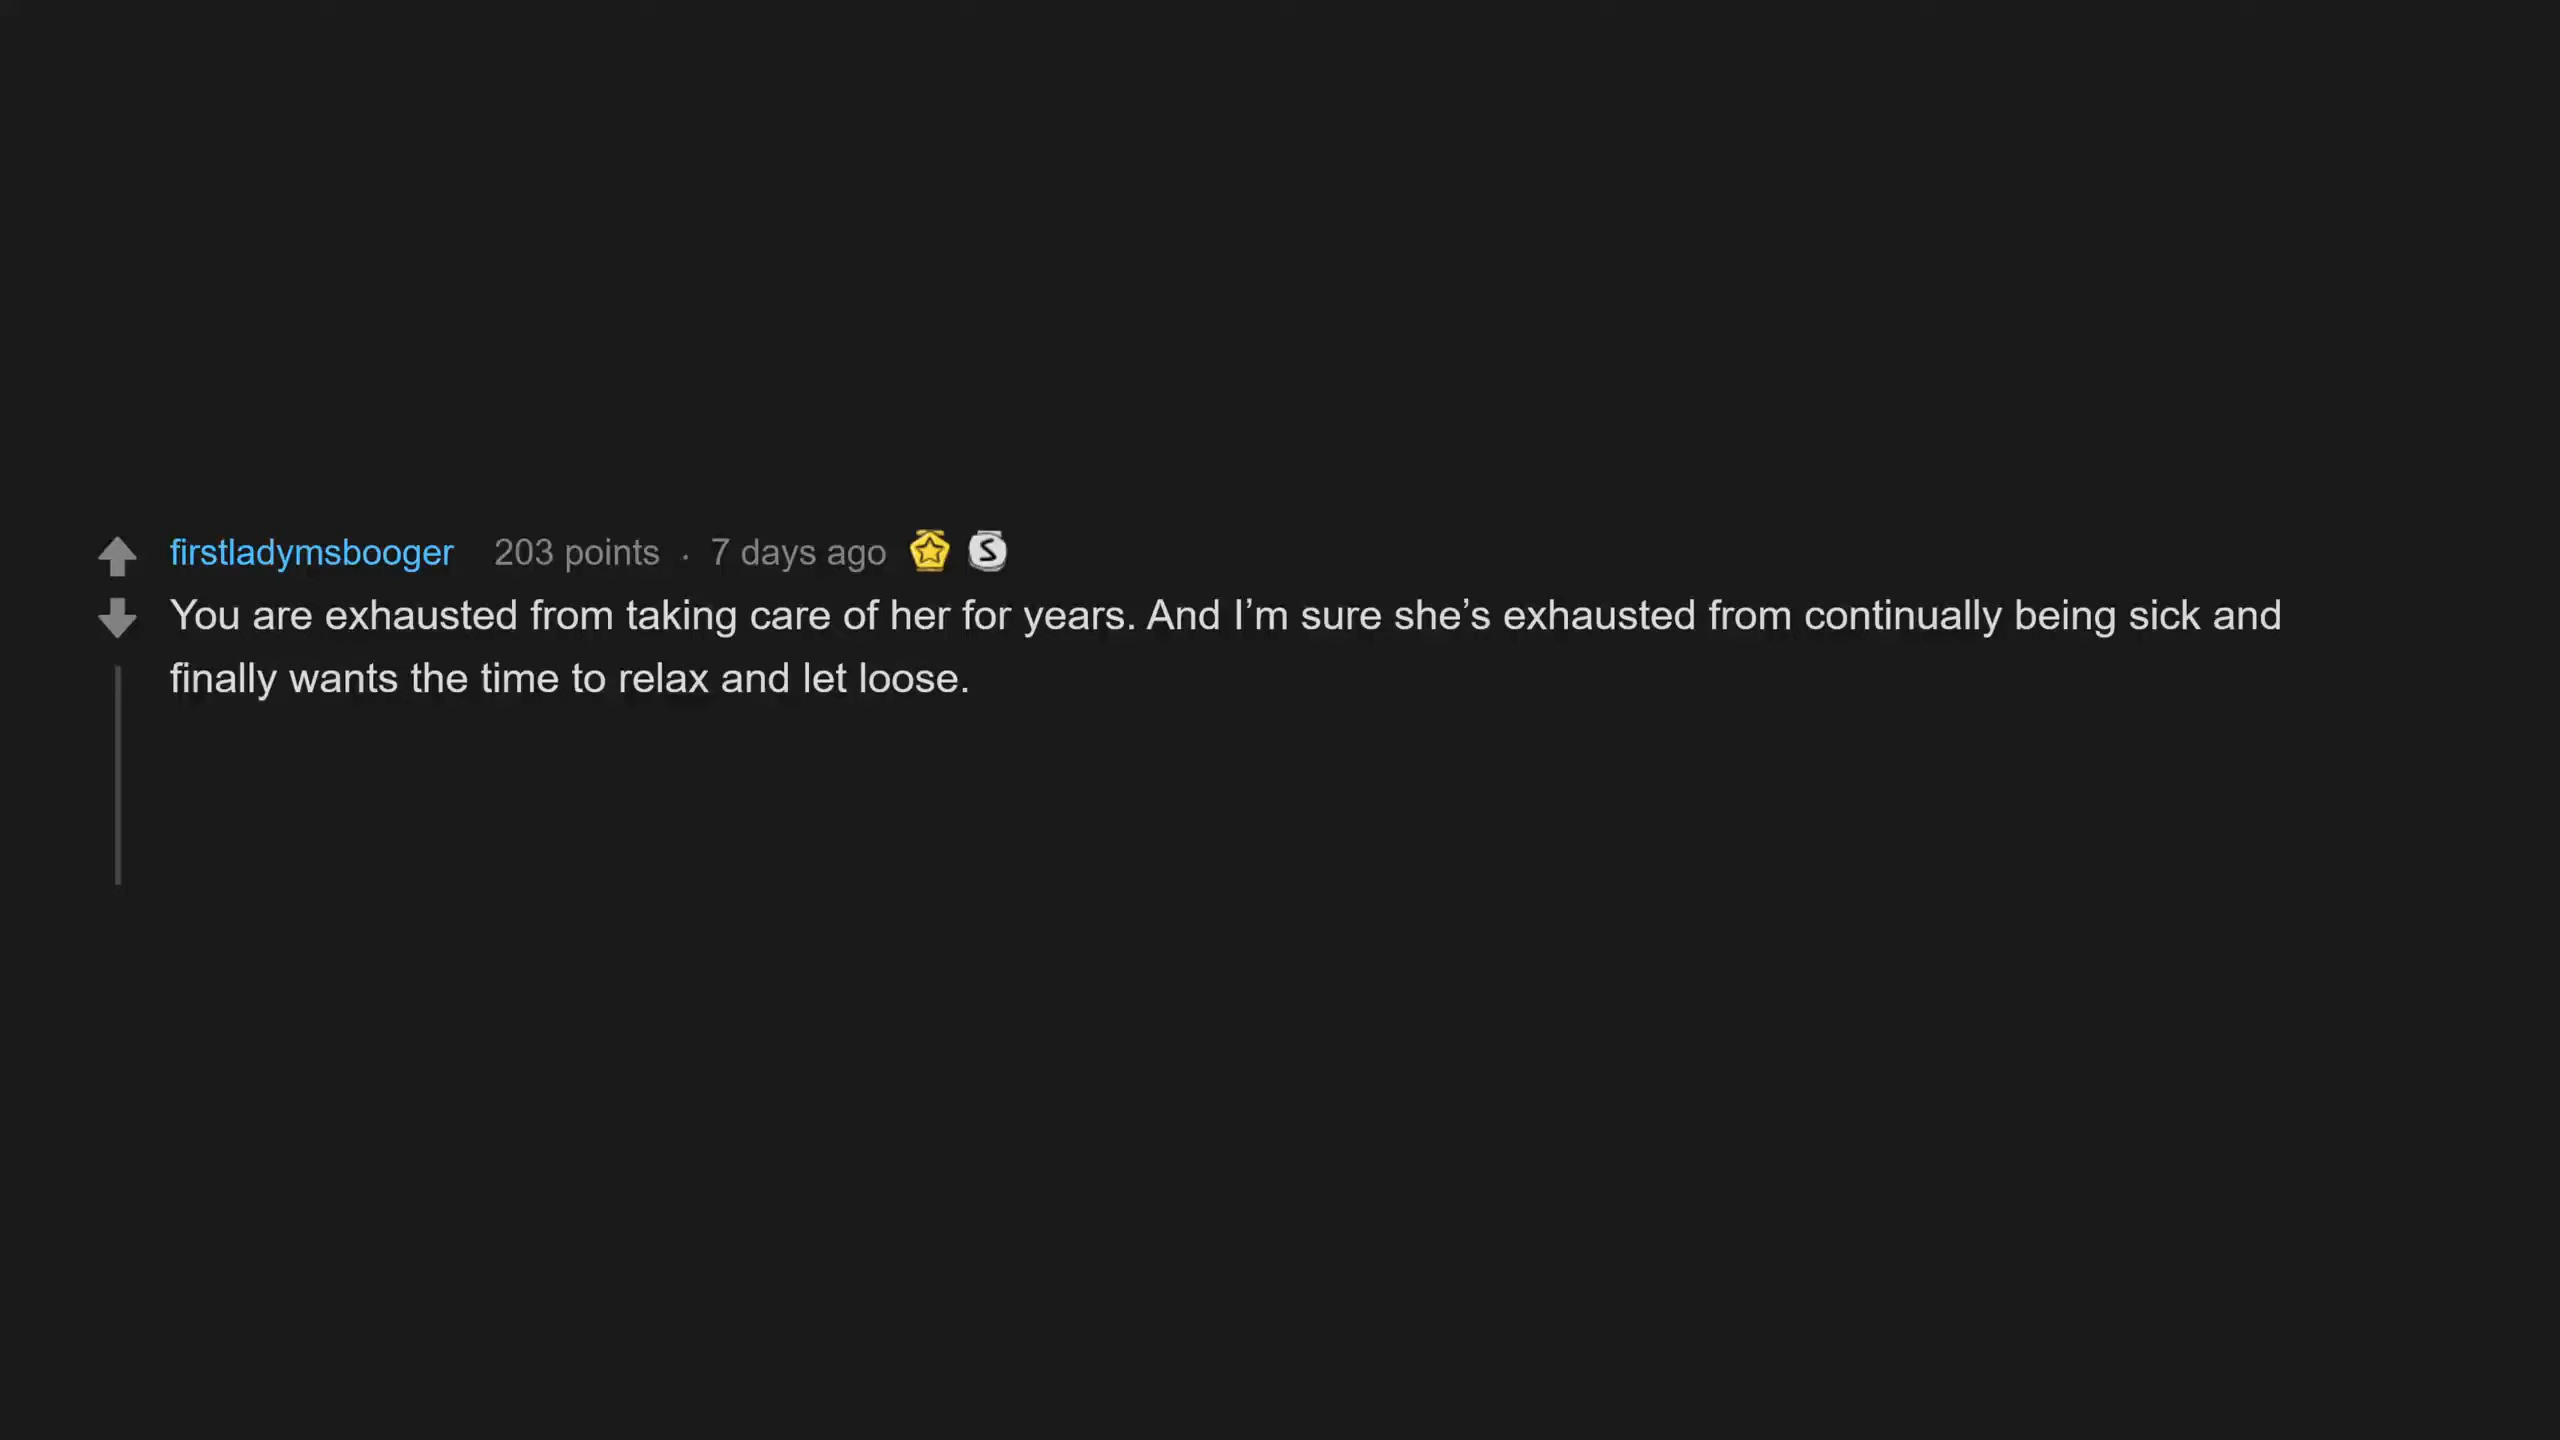 firstladymsbooger 203 points . 7 days ago S
You are exhausted from taking care of her for years. And I’m sure she’s exhausted from continually being sick and
finally wants the time to relax and let loose.